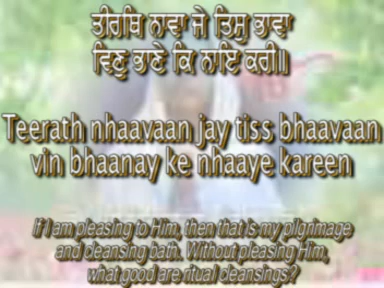 ਤੀਰਥਿ ਨਾਵਾ ਜੇ ਤਿਸੁ ਭਾਵਾ
ਵਿਣੁ ਭਾਣੇ ਕਿ ਨਾਇ ਕਰੀ॥
Teerath nhaavaan jay tiss bhaavaan
vin bhaanay ke nhaaye kareen
If I am pleasing to Him, then that is my pilgrimage
and cleansing bath. Without pleasing Him,
what good are ritual cleansings?